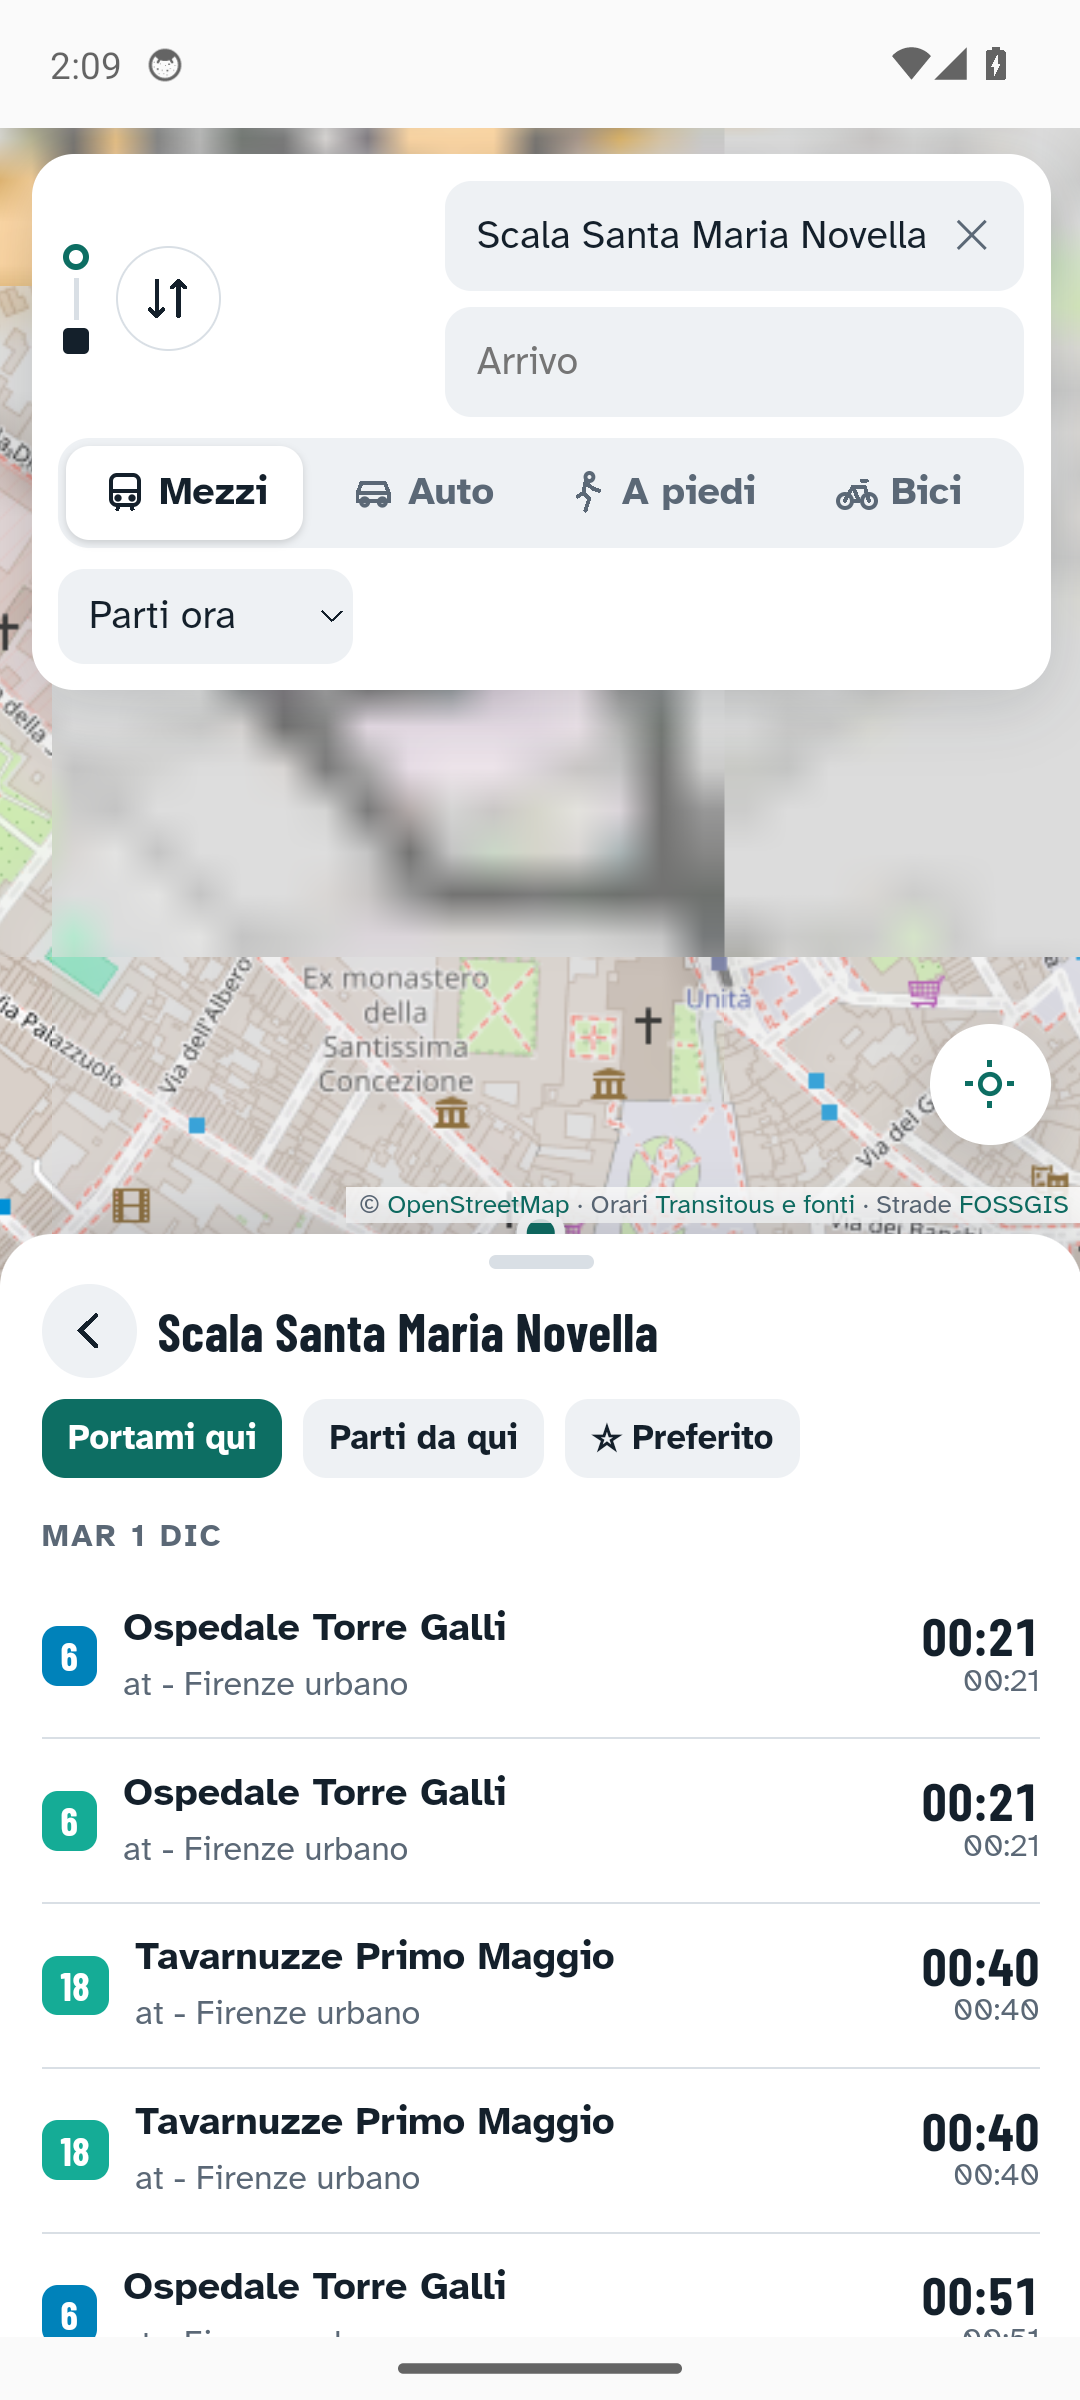 2:09
Scala Santa Maria Novella
Arrivo
Mezzi
Auto
A piedi
Bici
Parti ora
della
Ex monastero
della
Santissima
Concezione
Unità
Via Palazzuolo
Via dell'Albero
Via del G
© OpenStreetMap · Orari Transitous e fonti · Strade FOSSGIS
Scala Santa Maria Novella
Portami qui
Parti da qui
☆ Preferito
MAR 1 DIC
6 Ospedale Torre Galli 00:21
at - Firenze urbano 00:21
6 Ospedale Torre Galli 00:21
at - Firenze urbano 00:21
18 Tavarnuzze Primo Maggio 00:40
at - Firenze urbano 00:40
18 Tavarnuzze Primo Maggio 00:40
at - Firenze urbano 00:40
6 Ospedale Torre Galli 00:51